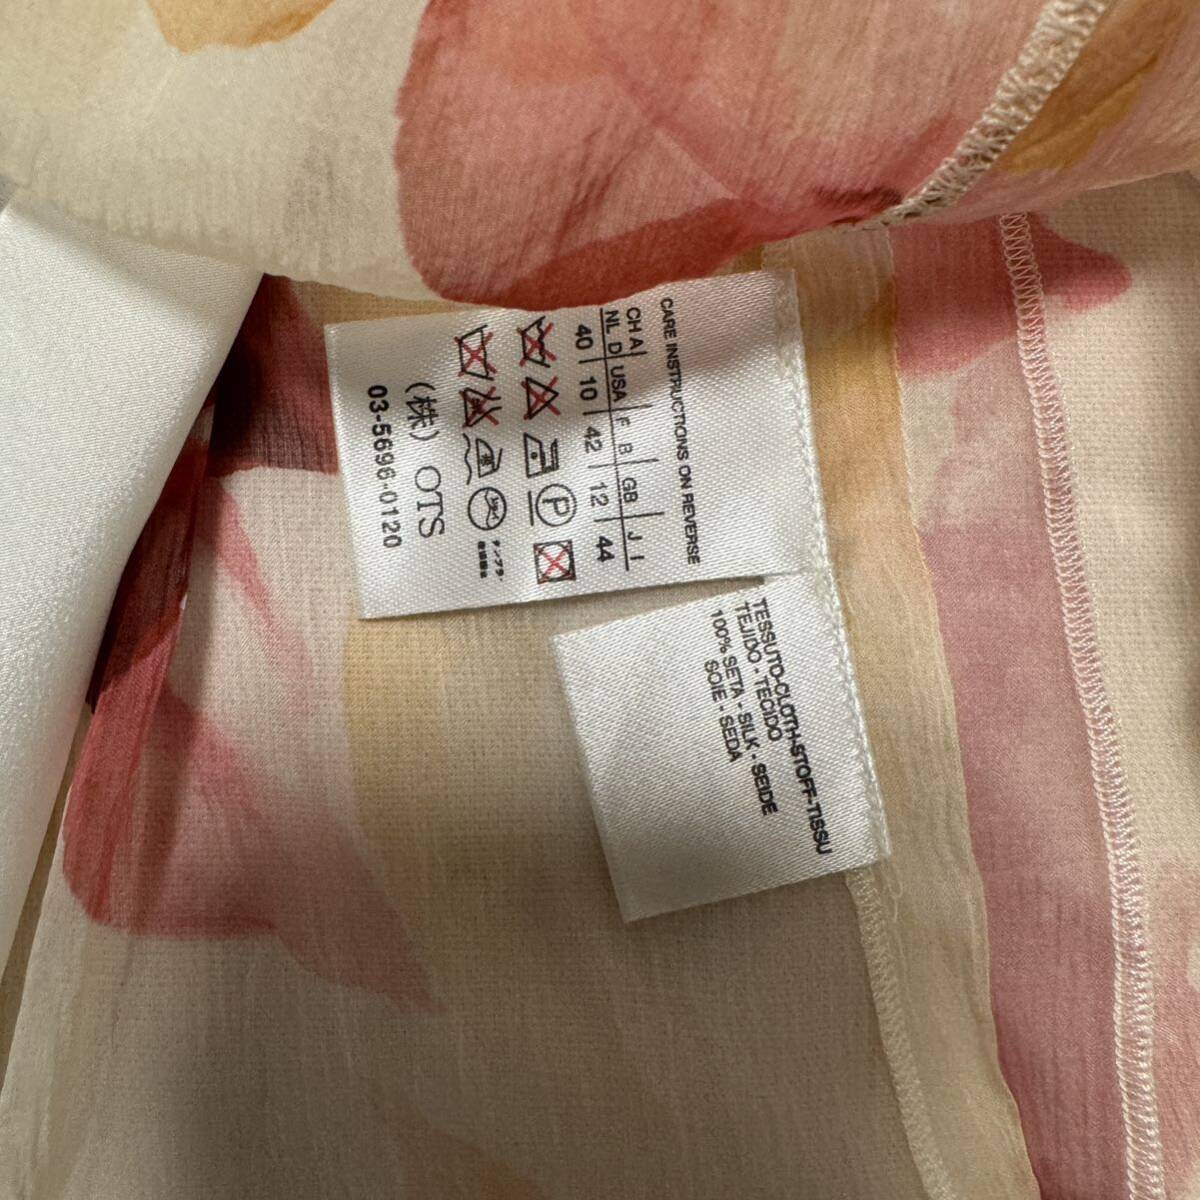 CARE INSTRUCTIONS ON REVERSE
CH A
NL D USA F B GB J I
40 10 42 12 44
P
(株) OTS
03-5696-0120
TESSUTO-CLOTH-STOFF-TISSU
TEJIDO - TECIDO
100% SETA - SILK - SEIDE
SOIE - SEDA